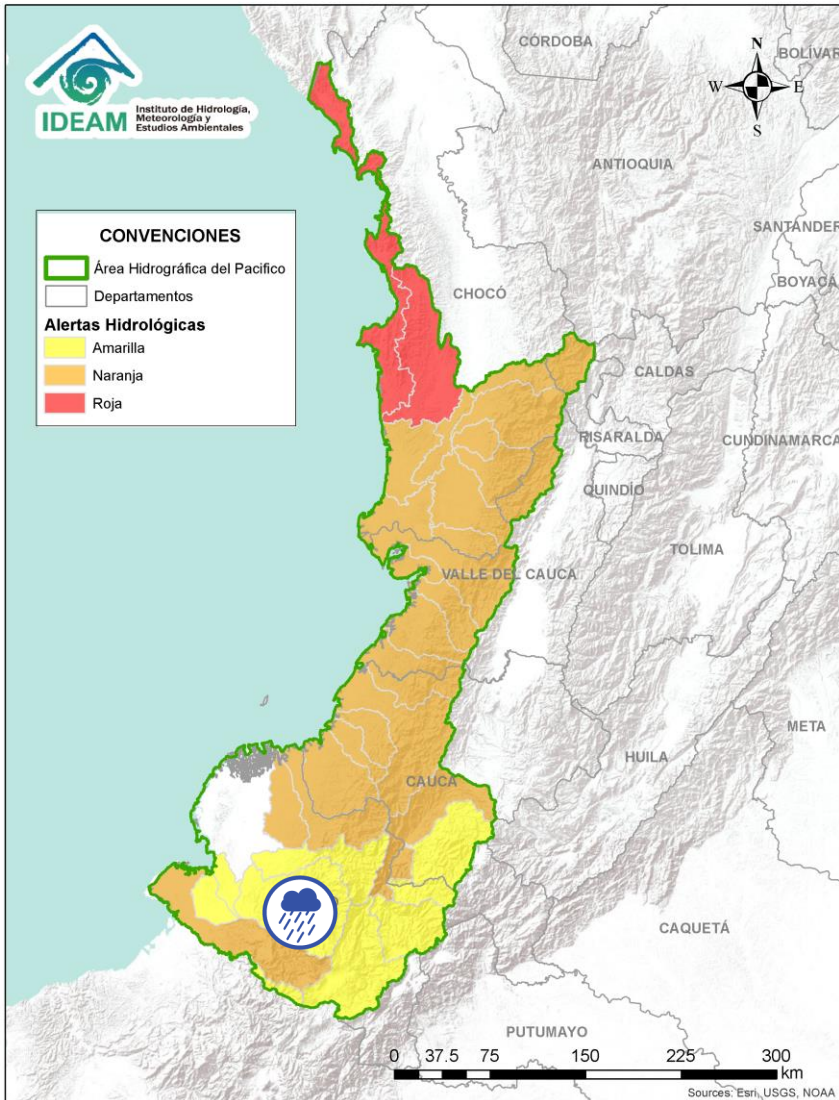 IDEAM
Instituto de Hidrología,
Meteorología y
Estudios Ambientales
CÓRDOBA
BOLÍVAR
N
W
E
S
ANTIOQUIA
SANTANDER
BOYACÁ
CONVENCIONES
Área Hidrográfica del Pacifico
Departamentos
Alertas Hidrológicas
Amarilla
Naranja
Roja
CHOCÓ
CALDAS
RISARALDA
CUNDINAMARCA
QUINDÍO
TOLIMA
VALLE DEL CAUCA
META
HUILA
CAUCA
CAQUETÁ
PUTUMAYO
0 37.5 75 150 225 300
km
Sources: Esri, USGS, NOAA